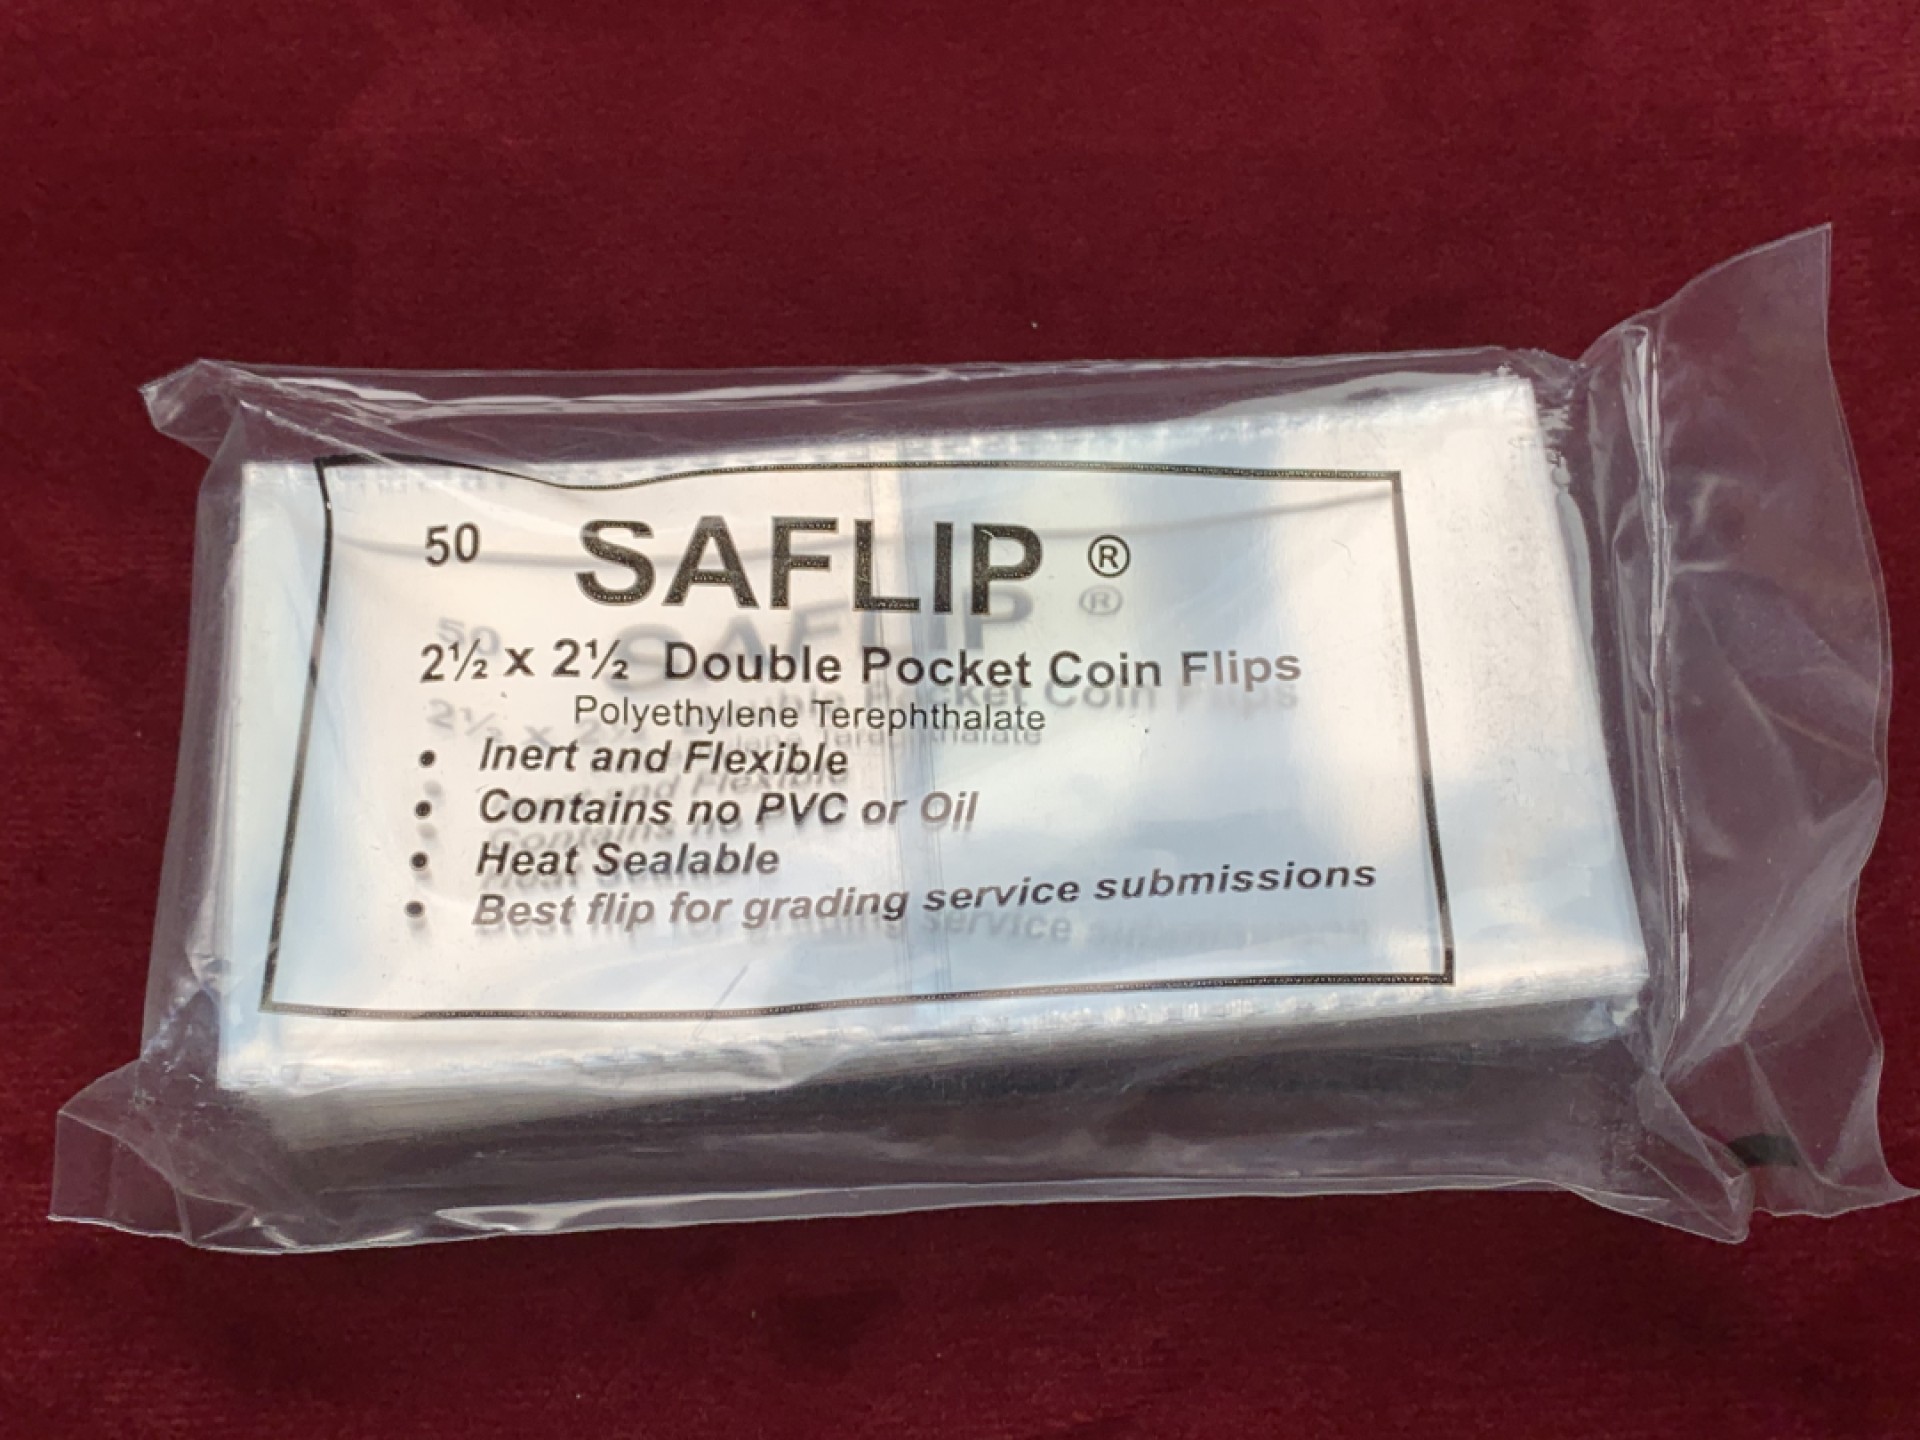 50 SAFLIP ®
2½ x 2½ Double Pocket Coin Flips
Polyethylene Terephthalate
• Inert and Flexible
• Contains no PVC or Oil
• Heat Sealable
• Best flip for grading service submissions